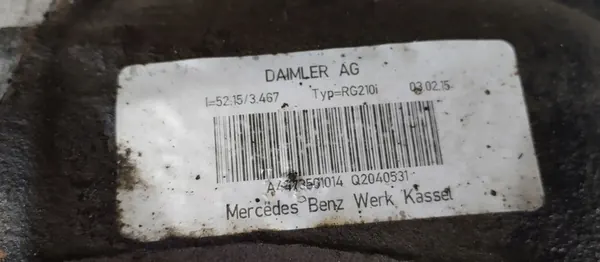 DAIMLER AG
i=52.15/3.467 Typ=RG210i 03.02.15
Q2040531
Mercedes Benz Werk Kassel